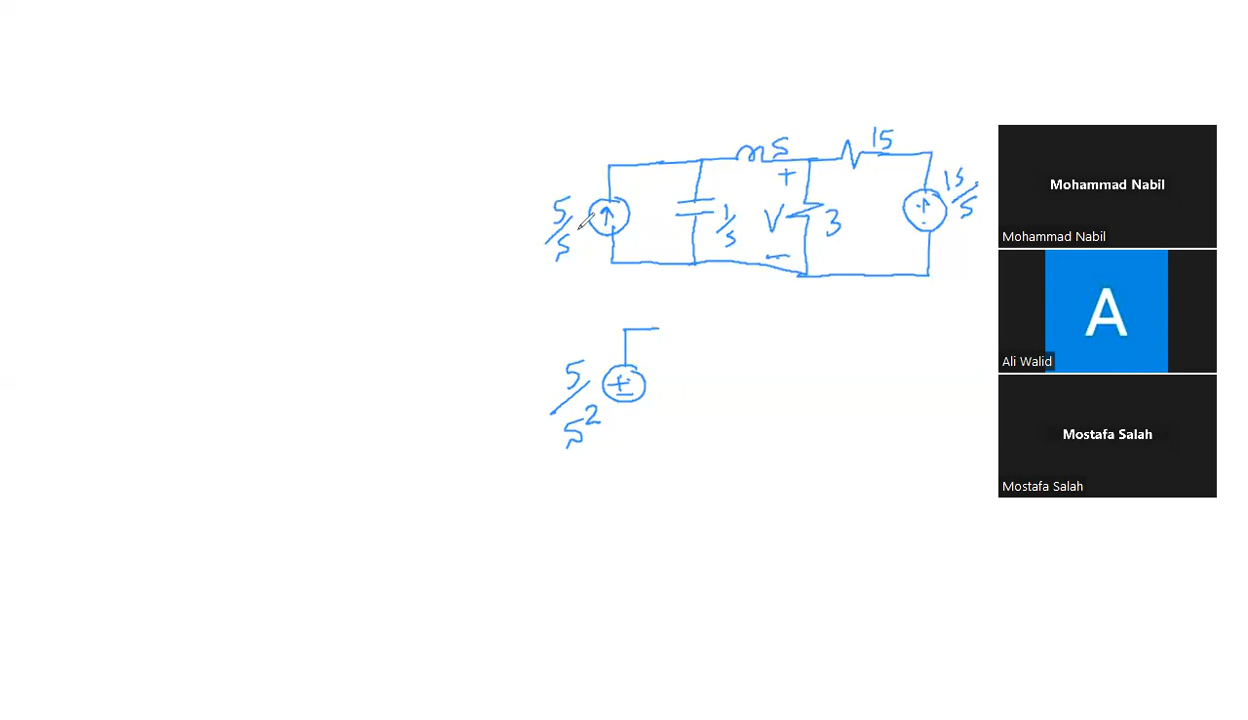 S
15
+
15/s
5/s
1/s
V
3
+
-
-
5/s²
+
-
Mohammad Nabil
Mohammad Nabil
A
Ali Walid
Mostafa Salah
Mostafa Salah